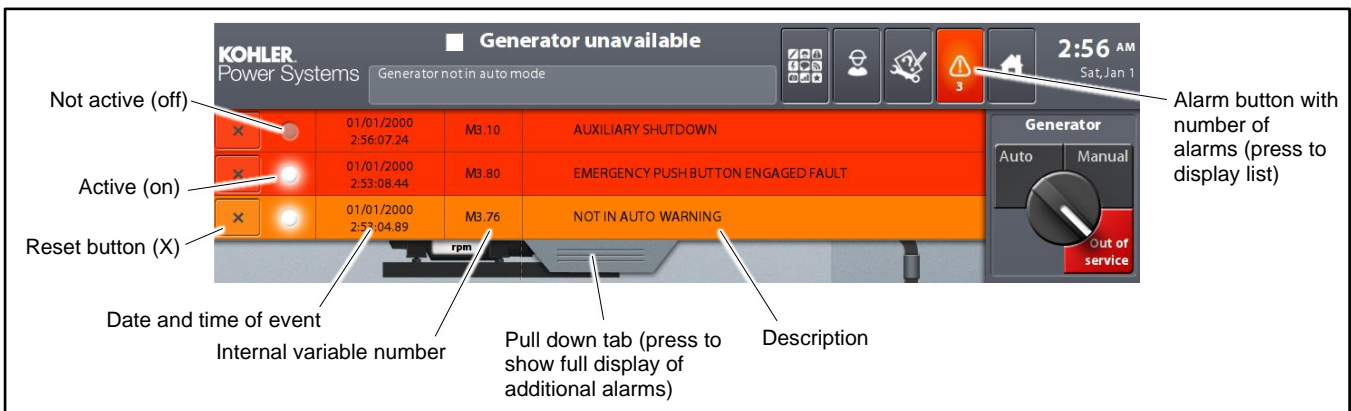 Generator unavailable
KOHLER.
Power Systems
Generator not in auto mode
3
2:56 AM
Sat, Jan 1
Not active (off)
Active (on)
Reset button (X)
× 01/01/2000 2:56:07.24 M3.10 AUXILIARY SHUTDOWN
× 01/01/2000 2:53:08.44 M3.80 EMERGENCY PUSH BUTTON ENGAGED FAULT
× 01/01/2000 2:53:04.89 M3.76 NOT IN AUTO WARNING
rpm
Generator
Auto
Manual
Out of
service
Alarm button with
number of
alarms (press to
display list)
Date and time of event
Internal variable number
Pull down tab (press to
show full display of
additional alarms)
Description